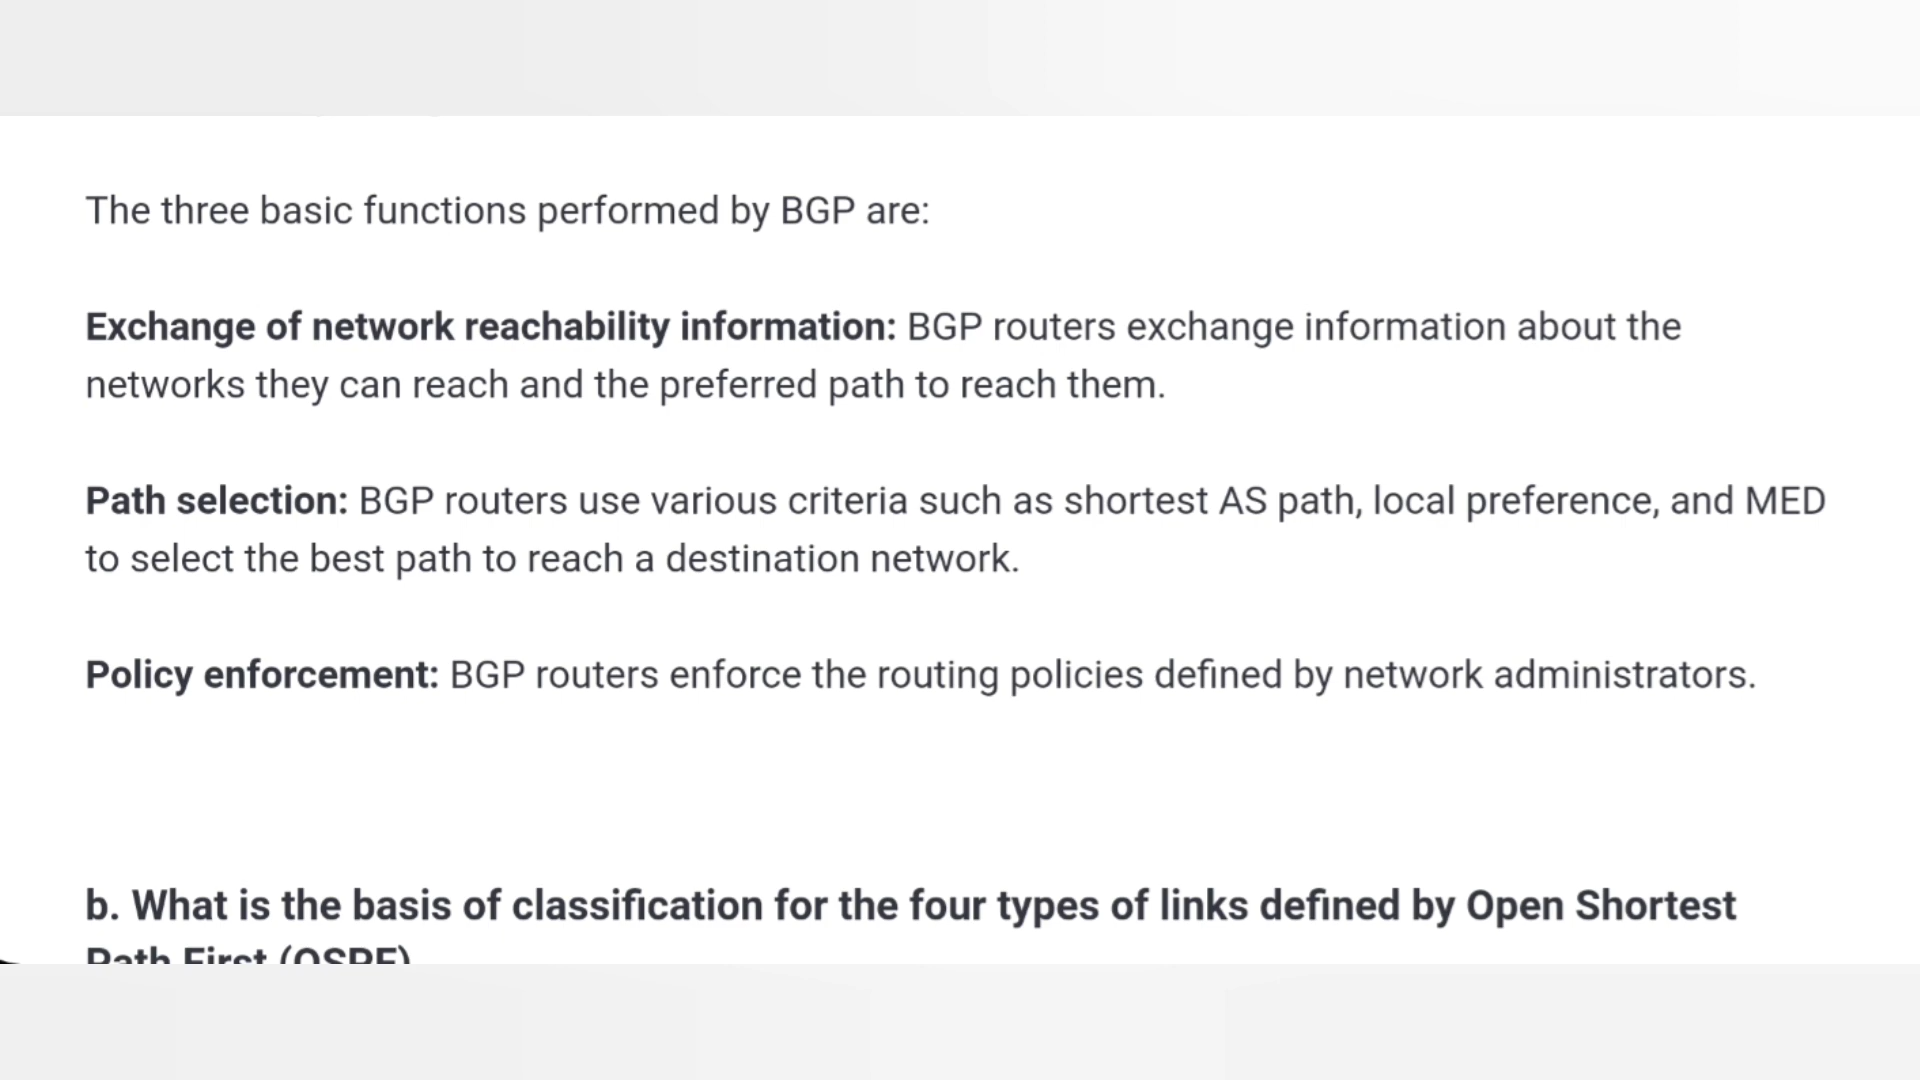 The three basic functions performed by BGP are:
Exchange of network reachability information: BGP routers exchange information about the
networks they can reach and the preferred path to reach them.
Path selection: BGP routers use various criteria such as shortest AS path, local preference, and MED
to select the best path to reach a destination network.
Policy enforcement: BGP routers enforce the routing policies defined by network administrators.
b. What is the basis of classification for the four types of links defined by Open Shortest
Path First (OSPF)